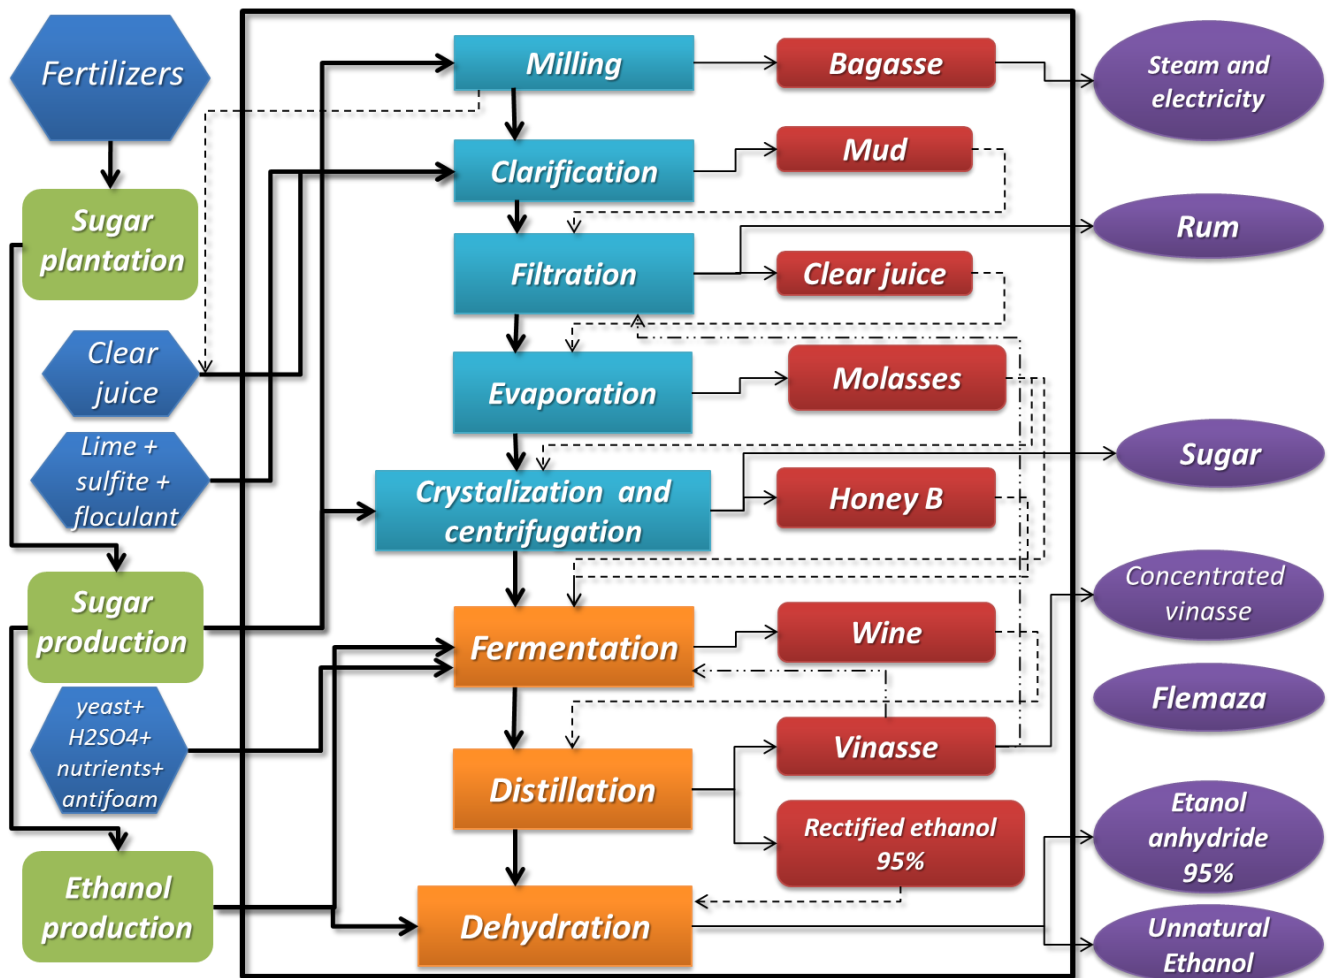 Fertilizers
Milling
Bagasse
Steam and
electricity
Clarification
Mud
Sugar
plantation
Filtration
Clear juice
Rum
Clear
juice
Evaporation
Molasses
Lime +
sulfite +
floculant
Crystalization and
centrifugation
Honey B
Sugar
Sugar
production
Fermentation
Wine
Concentrated
vinasse
Flemaza
yeast+
H2SO4+
nutrients+
antifoam
Distillation
Vinasse
Rectified ethanol
95%
Etanol
anhydride
95%
Ethanol
production
Dehydration
Unnatural
Ethanol